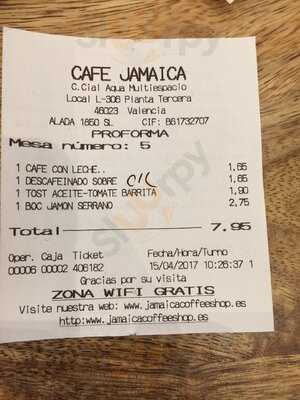 CAFE JAMAICA
C.Cial Aqua Multiespacio
Local L-306 Planta Tercera
46023 Valencia
ALADA 1850 SL CIF: B61732707
PROFORMA
Mesa número: 5
1 CAFE CON LECHE.. 1,65
1 DESCAFEINADO SOBRE 1,65
1 TOST ACEITE-TOMATE BARRITA 1,90
1 BOC JAMON SERRANO 2,75
Total 7.95
Oper. Caja Ticket Fecha/Hora/Turno
00006 00002 406182 15/04/2017 10:26:37 1
Gracias por su visita
ZONA WIFI GRATIS
Visite nuestra web: www.jamaicacoffeeshop.es
http:www.jamaicacoffeeshop.es